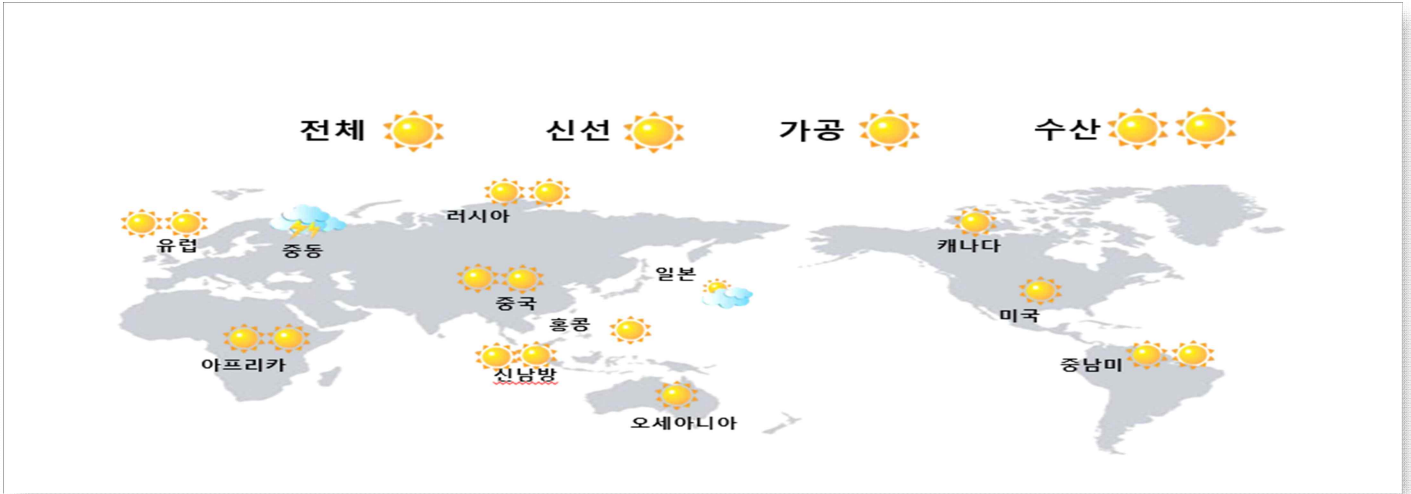 전체 신선 가공 수산
러시아
유럽
중동
캐나다
일본
중국
미국
홍콩
아프리카
중남미
신남방
오세아니아